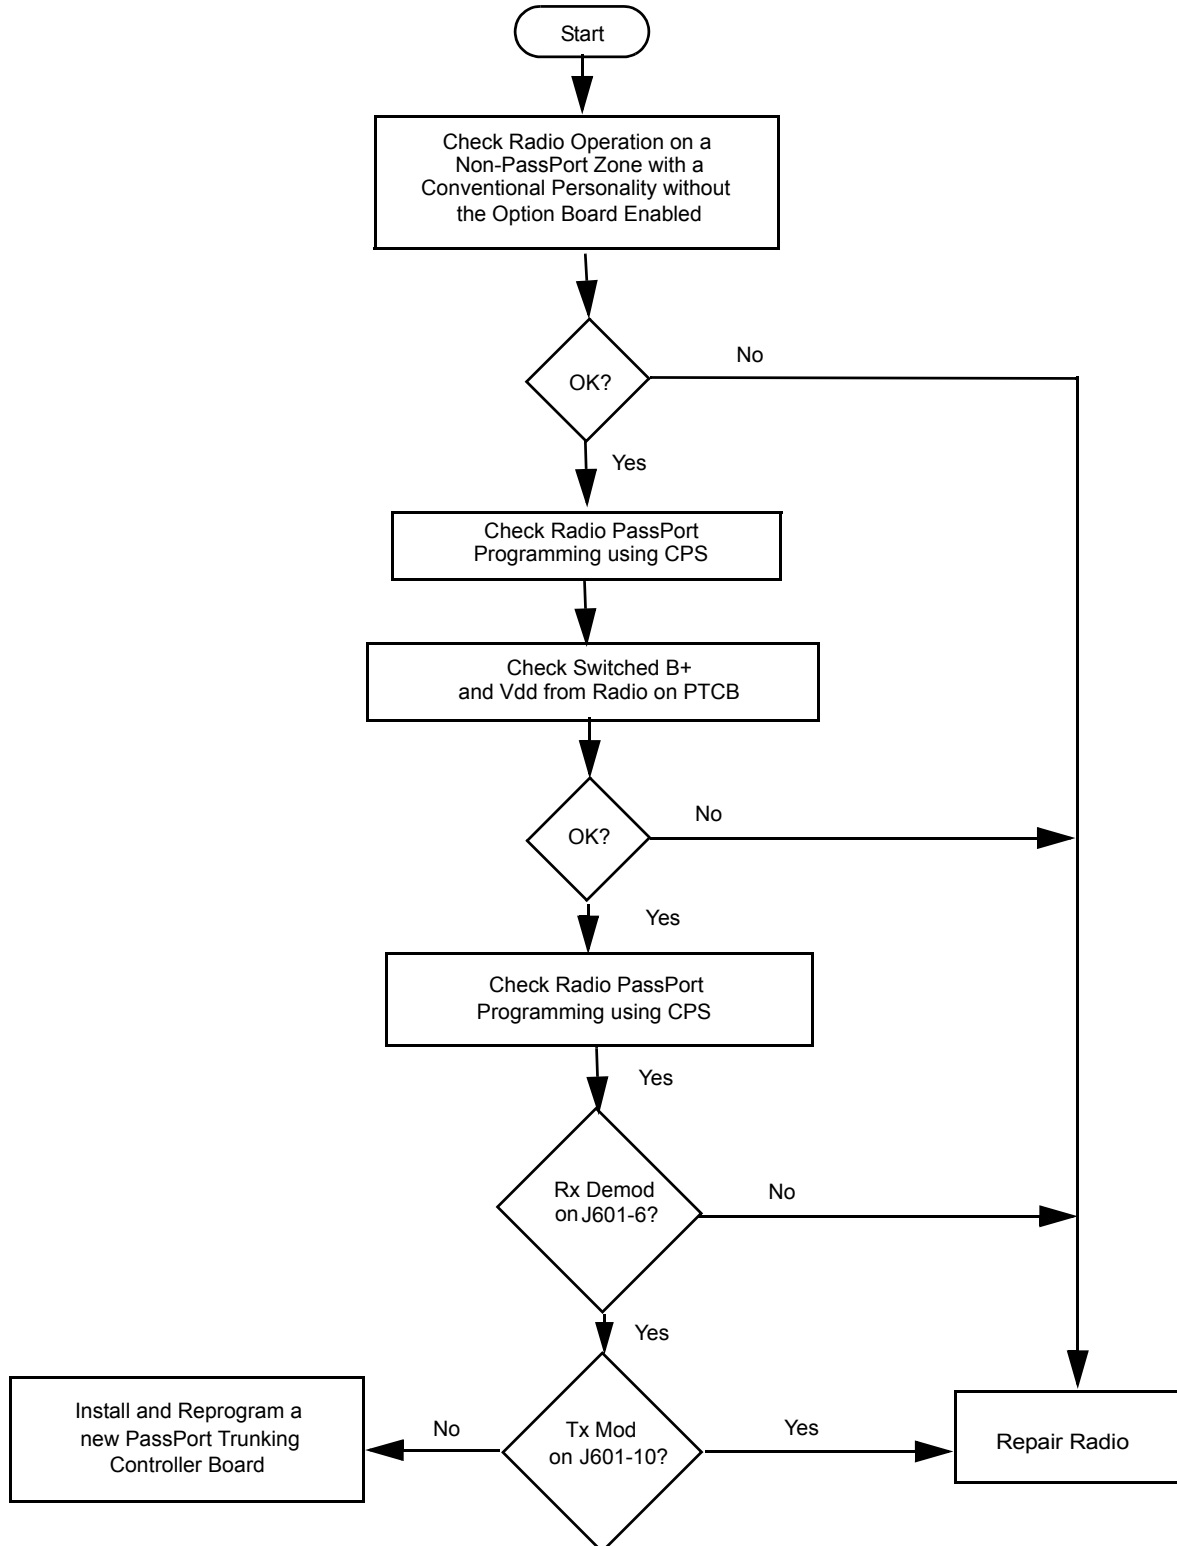 Start
Check Radio Operation on a
Non-PassPort Zone with a
Conventional Personality without
the Option Board Enabled
OK?
No
Yes
Check Radio PassPort
Programming using CPS
Check Switched B+
and Vdd from Radio on PTCB
OK?
No
Yes
Check Radio PassPort
Programming using CPS
Yes
Rx Demod
on J601-6?
No
Yes
Install and Reprogram a
new PassPort Trunking
Controller Board
No
Tx Mod
on J601-10?
Yes
Repair Radio